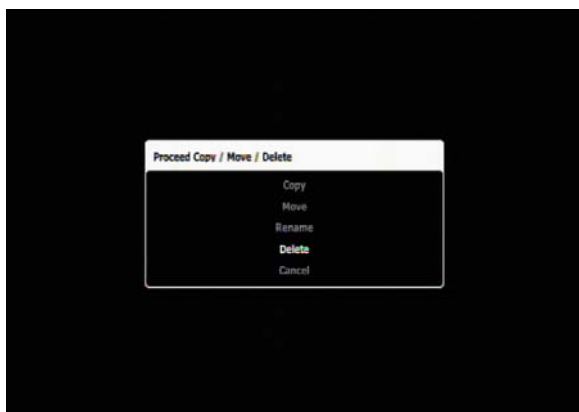 Proceed Copy / Move / Delete
Copy
Move
Rename
Delete
Cancel